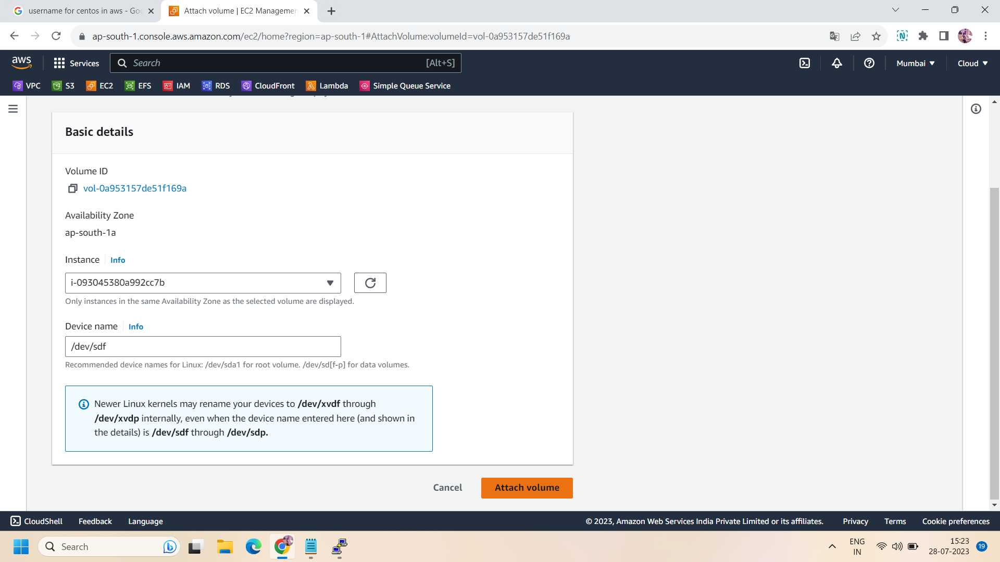 username for centos in aws - Goo
Attach volume | EC2 Managemen
ap-south-1.console.aws.amazon.com/ec2/home?region=ap-south-1#AttachVolume:volumeId=vol-0a953157de51f169a
aws
Services
Search
[Alt+S]
Mumbai
Cloud
VPC
S3
EC2
EFS
IAM
RDS
CloudFront
Lambda
Simple Queue Service
Basic details
Volume ID
vol-0a953157de51f169a
Availability Zone
ap-south-1a
Instance
Info
i-093045380a992cc7b
Only instances in the same Availability Zone as the selected volume are displayed.
Device name
Info
/dev/sdf
Recommended device names for Linux: /dev/sda1 for root volume. /dev/sd[f-p] for data volumes.
Newer Linux kernels may rename your devices to /dev/xvdf through
/dev/xvdp internally, even when the device name entered here (and shown in
the details) is /dev/sdf through /dev/sdp.
Cancel
Attach volume
CloudShell
Feedback
Language
© 2023, Amazon Web Services India Private Limited or its affiliates.
Privacy
Terms
Cookie preferences
Search
ENG
IN
15:23
28-07-2023
19